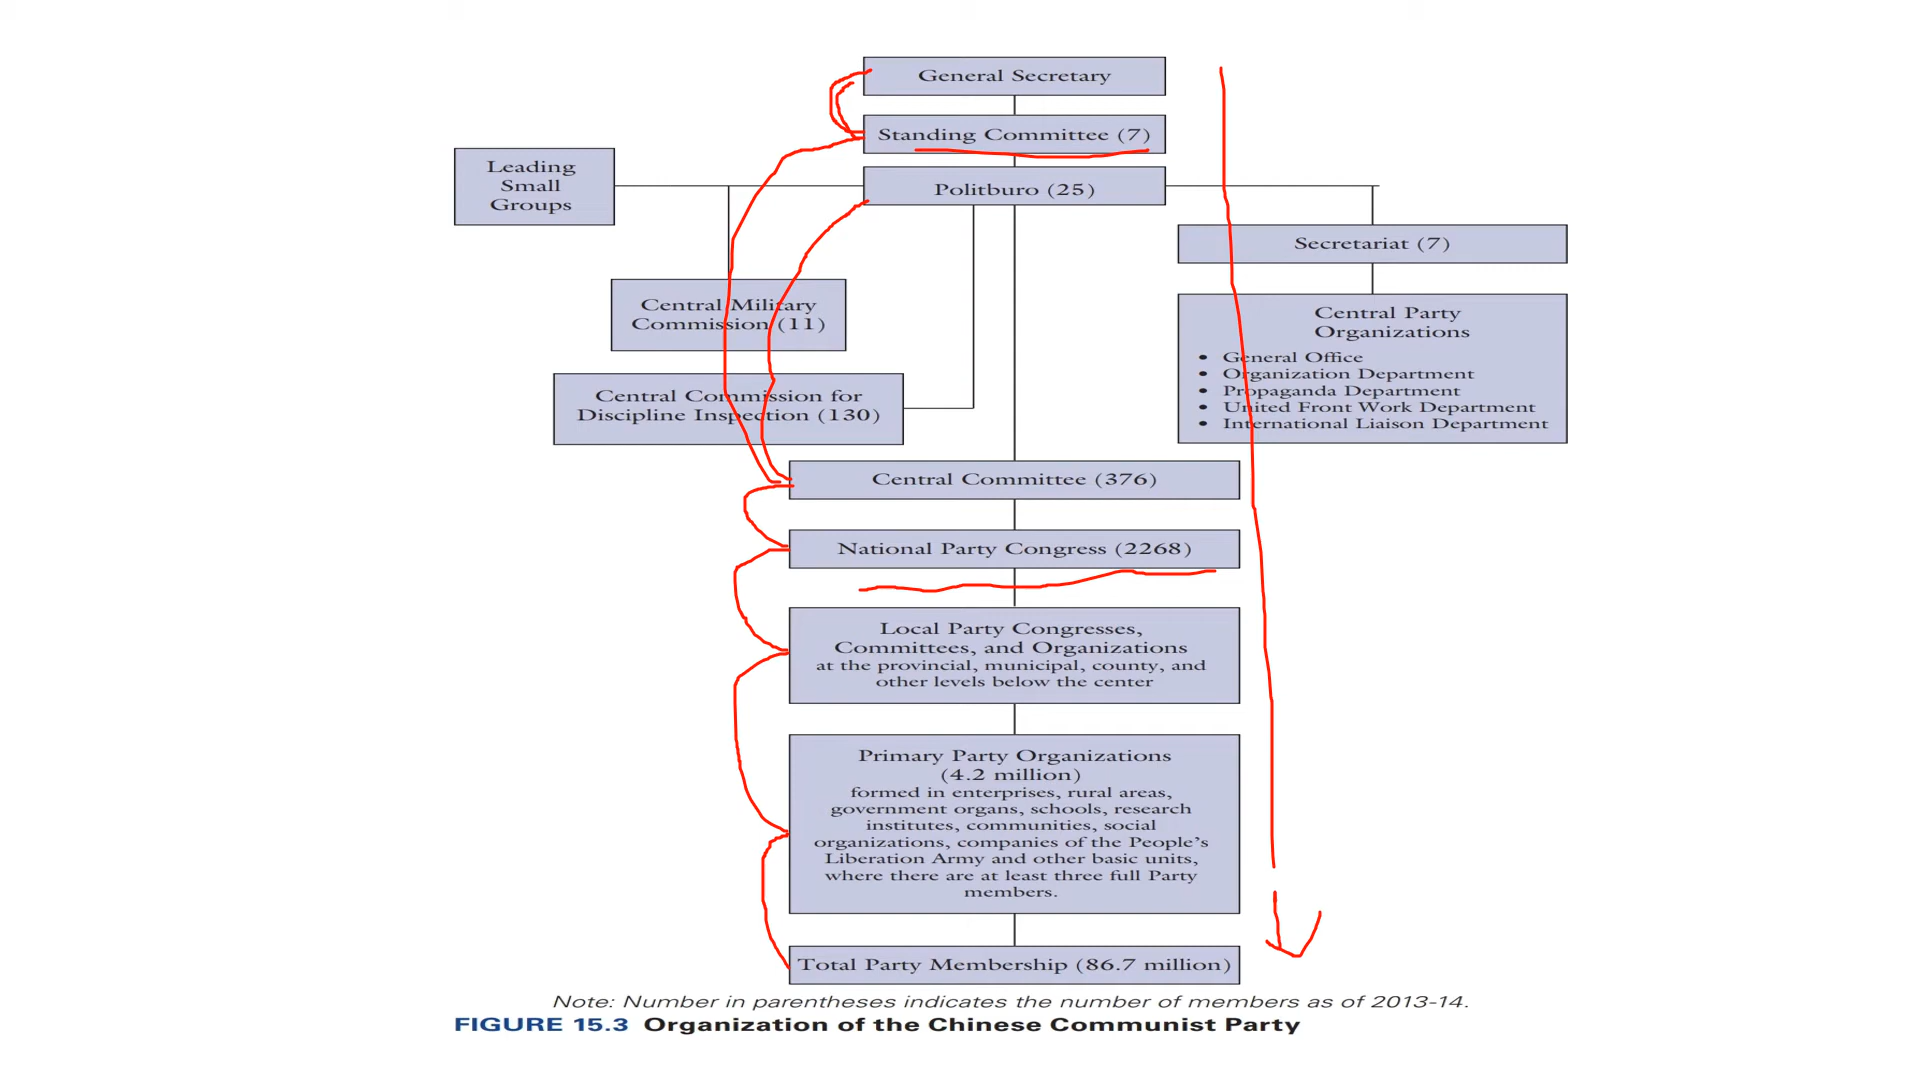 General Secretary
Standing Committee (7)
Leading
Small
Groups
Politburo (25)
Secretariat (7)
Central Military
Commission (11)
Central Party
Organizations
• General Office
• Organization Department
• Propaganda Department
• United Front Work Department
• International Liaison Department
Central Commission for
Discipline Inspection (130)
Central Committee (376)
National Party Congress (2268)
Local Party Congresses,
Committees, and Organizations
at the provincial, municipal, county, and
other levels below the center
Primary Party Organizations
(4.2 million)
formed in enterprises, rural areas,
government organs, schools, research
institutes, communities, social
organizations, companies of the People's
Liberation Army and other basic units,
where there are at least three full Party
members.
Total Party Membership (86.7 million)
Note: Number in parentheses indicates the number of members as of 2013-14.
FIGURE 15.3 Organization of the Chinese Communist Party